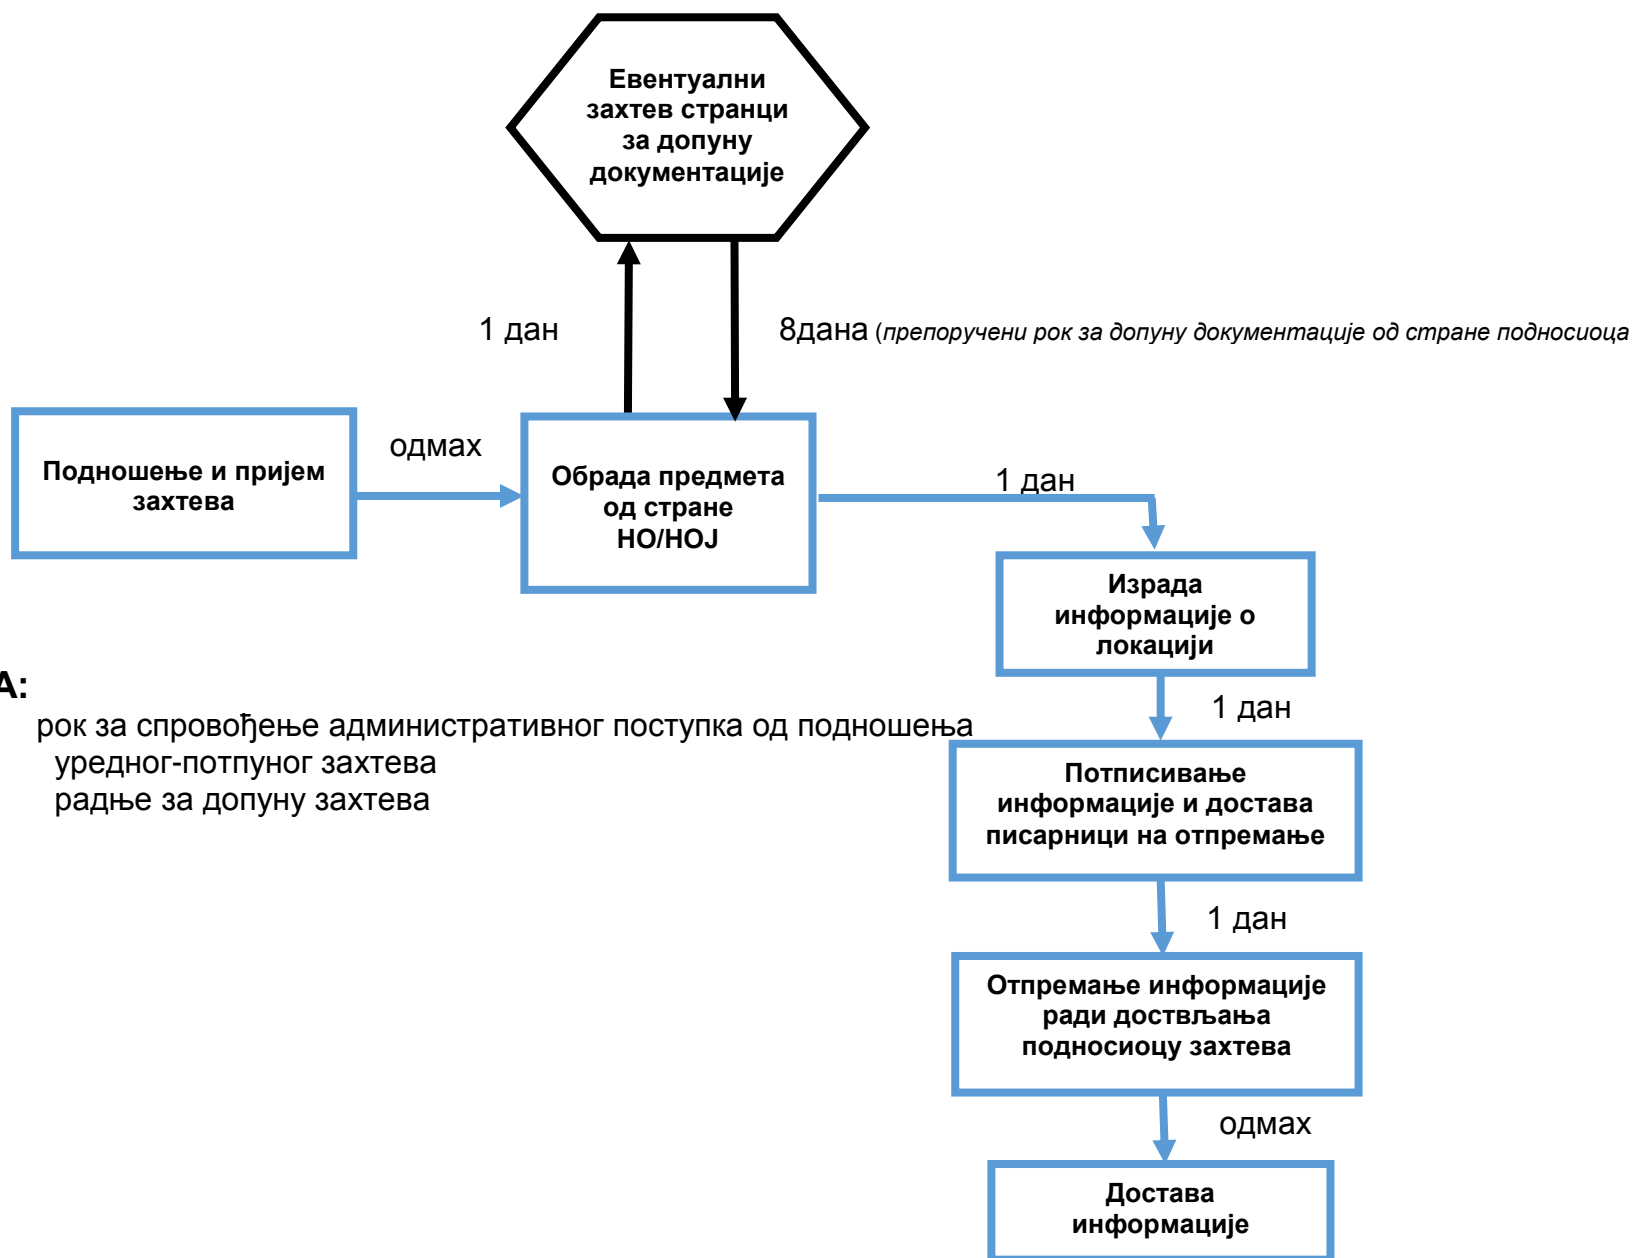 Евентуални
захтев странци
за допуну
документације
1 дан
8дана (препоручени рок за допуну документације од стране подносиоца
Подношење и пријем
захтева
одмах
Обрада предмета
од стране
НО/НОЈ
1 дан
Израда
информације о
локацији
1 дан
А:
рок за спровођење административног поступка од подношења
уредног-потпуног захтева
радње за допуну захтева
Потписивање
информације и достава
писарници на отпремање
1 дан
Отпремање информације
ради доствљања
подносиоцу захтева
одмах
Достава
информације